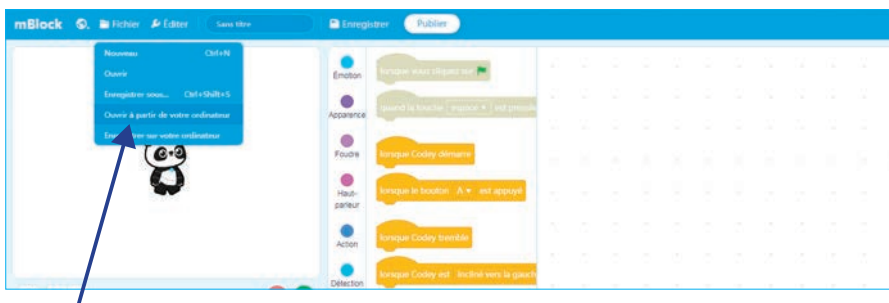 mBlock Fichier Éditer Sans titre Enregistrer Publier
Nouveau Ctrl+N
Ouvrir
Enregistrer sous... Ctrl+Shift+S
Ouvrir à partir de votre ordinateur
Enregistrer sur votre ordinateur
Émotion
Apparence
Foudre
Haut-
parleur
Action
Détection
lorsque vous cliquez sur
quand la touche espace est pressée
lorsque Codey démarre
lorsque le bouton A est appuyé
lorsque Codey tremble
lorsque Codey est Incliné vers la gauch